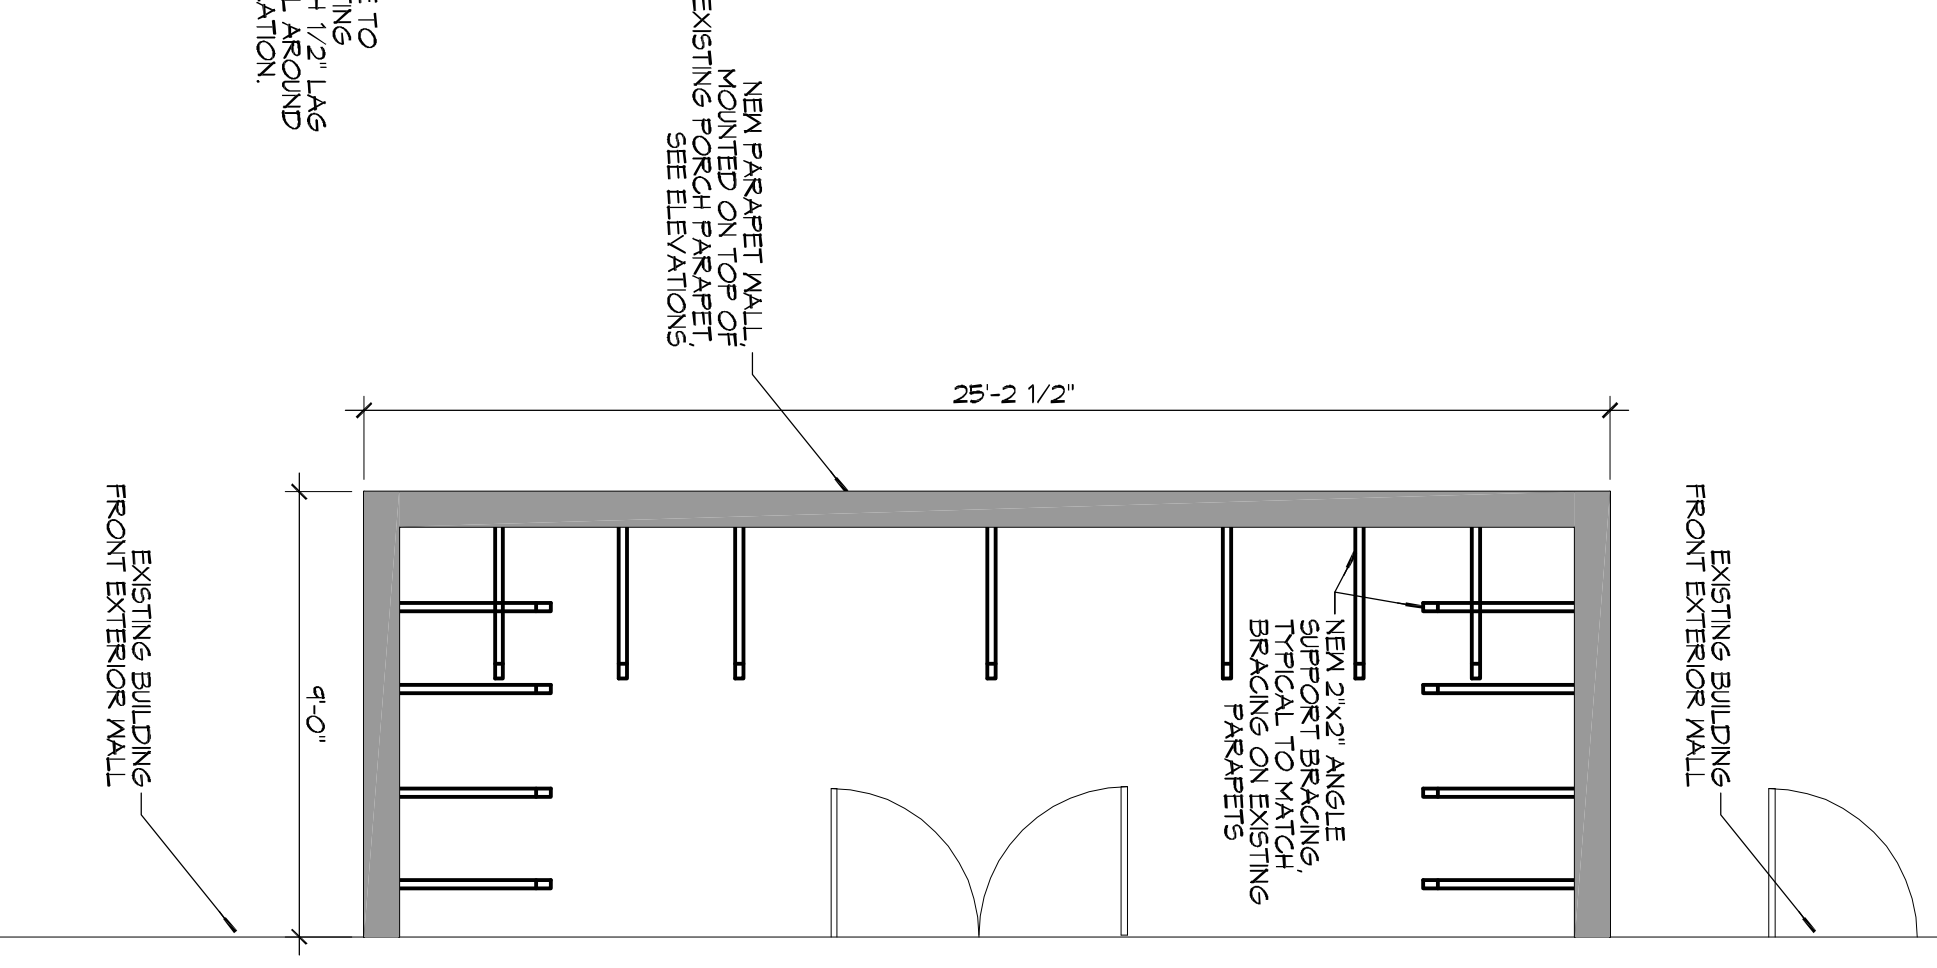 E TO
TING
H 1/2" LAG
L AROUND
ATION.
NEW PARAPET WALL,
MOUNTED ON TOP OF
EXISTING PORCH PARAPET,
SEE ELEVATIONS.
25'-2 1/2"
EXISTING BUILDING
FRONT EXTERIOR WALL
9'-0"
NEW 2"X2" ANGLE
SUPPORT BRACING,
TYPICAL TO MATCH
BRACING ON EXISTING
PARAPETS
EXISTING BUILDING
FRONT EXTERIOR WALL